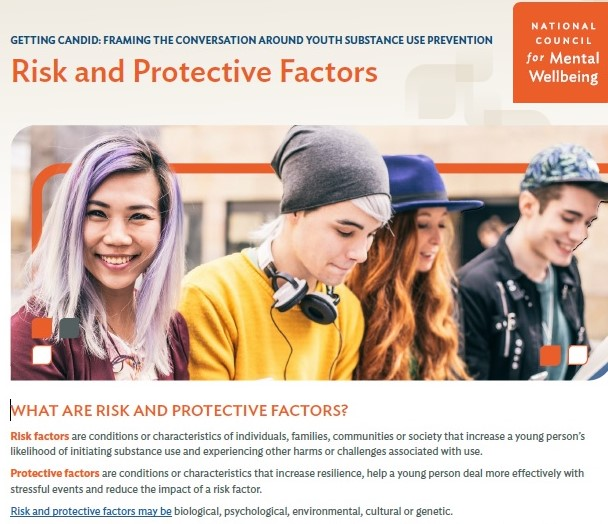 GETTING CANDID: FRAMING THE CONVERSATION AROUND YOUTH SUBSTANCE USE PREVENTION
Risk and Protective Factors
NATIONAL
COUNCIL
for Mental
Wellbeing
WHAT ARE RISK AND PROTECTIVE FACTORS?
Risk factors are conditions or characteristics of individuals, families, communities or society that increase a young person's
likelihood of initiating substance use and experiencing other harms or challenges associated with use.
Protective factors are conditions or characteristics that increase resilience, help a young person deal more effectively with
stressful events and reduce the impact of a risk factor.
Risk and protective factors may be biological, psychological, environmental, cultural or genetic.